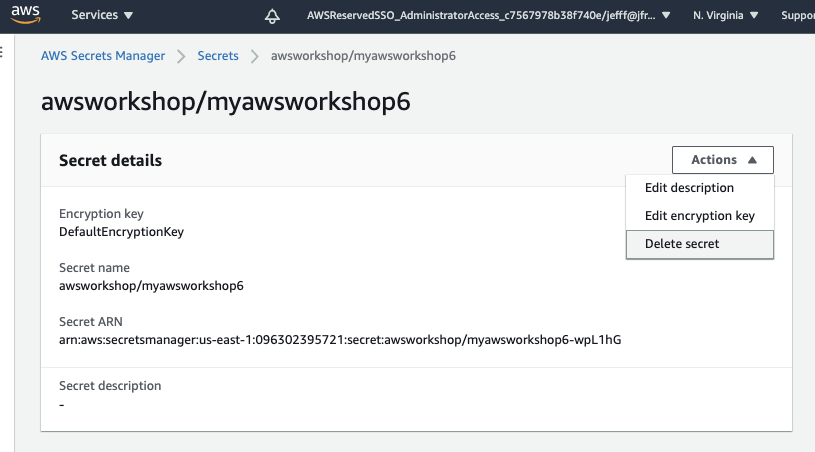 aws
Services
AWSReservedSSO_AdministratorAccess_c7567978b38f740e/jefff@jfr...
N. Virginia
Suppo
AWS Secrets Manager
Secrets
awsworkshop/myawsworkshop6
awsworkshop/myawsworkshop6
Secret details
Actions
Edit description
Edit encryption key
Delete secret
Encryption key
DefaultEncryptionKey
Secret name
awsworkshop/myawsworkshop6
Secret ARN
arn:aws:secretsmanager:us-east-1:096302395721:secret:awsworkshop/myawsworkshop6-wpL1hG
Secret description
-